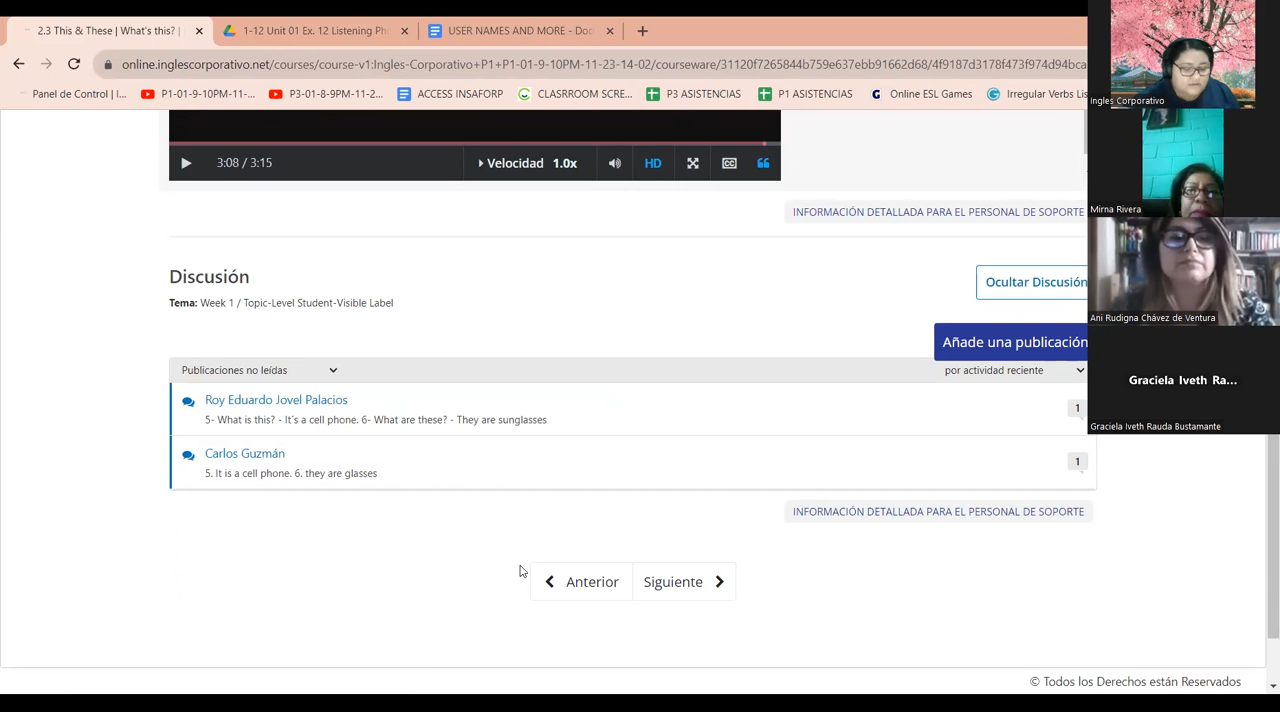 2.3 This & These | What's this? |
1-12 Unit 01 Ex. 12 Listening Ph
USER NAMES AND MORE - Doc
online.inglescorporativo.net/courses/course-v1:Ingles-Corporativo+P1+P1-01-9-10PM-11-23-14-02/courseware/31120f7265844b759e637ebb91662d68/4f9187d3178f473f974d94bca
Panel de Control | I...
P1-01-9-10PM-11-...
P3-01-8-9PM-11-2...
ACCESS INSAFORP
CLASRROOM SCRE...
P3 ASISTENCIAS
P1 ASISTENCIAS
Online ESL Games
Irregular Verbs Lis
Ingles Corporativo
Mirna Rivera
Ani Rudigna Chávez de Ventura
Graciela Iveth Ra...
Graciela Iveth Rauda Bustamante
3:08 / 3:15
Velocidad 1.0x
HD
CC
INFORMACIÓN DETALLADA PARA EL PERSONAL DE SOPORTE
Discusión
Ocultar Discusión
Tema: Week 1 / Topic-Level Student-Visible Label
Añade una publicación
Publicaciones no leídas
por actividad reciente
Roy Eduardo Jovel Palacios
5- What is this? - It´s a cell phone. 6- What are these? - They are sunglasses
1
Carlos Guzmán
5. It is a cell phone. 6. they are glasses
1
INFORMACIÓN DETALLADA PARA EL PERSONAL DE SOPORTE
Anterior
Siguiente
© Todos los Derechos están Reservados